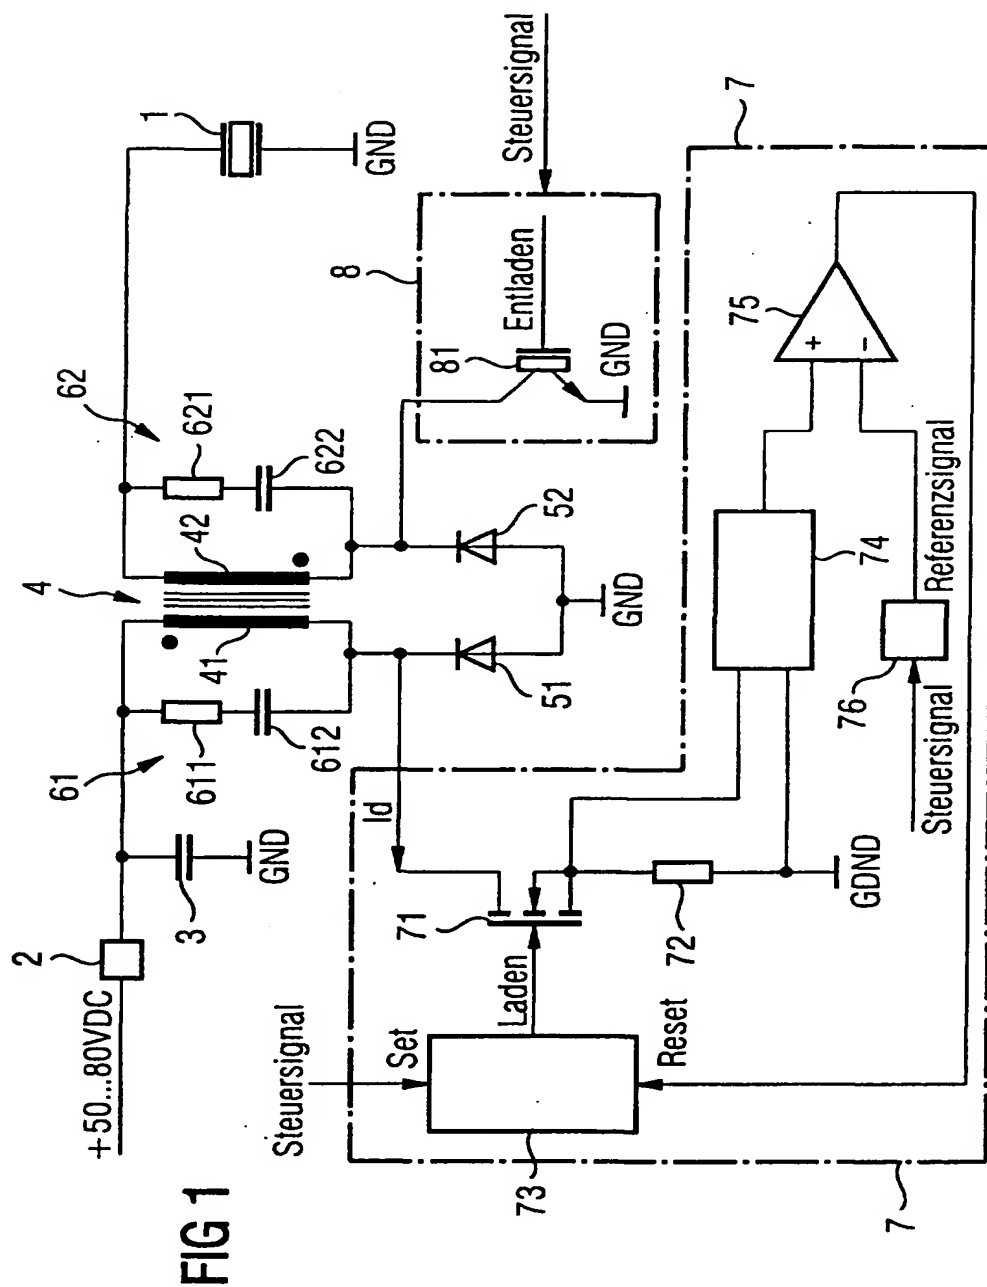 FIG 1
+50...80VDC
2
3
GND
61
611
612
4
41
42
62
621
622
1
GND
51
52
GND
8
81
Entladen
GND
Steuersignal
Steuersignal
Set
73
Laden
Reset
71
Id
72
GDND
74
75
+
-
76
Referenzsignal
Steuersignal
7
7